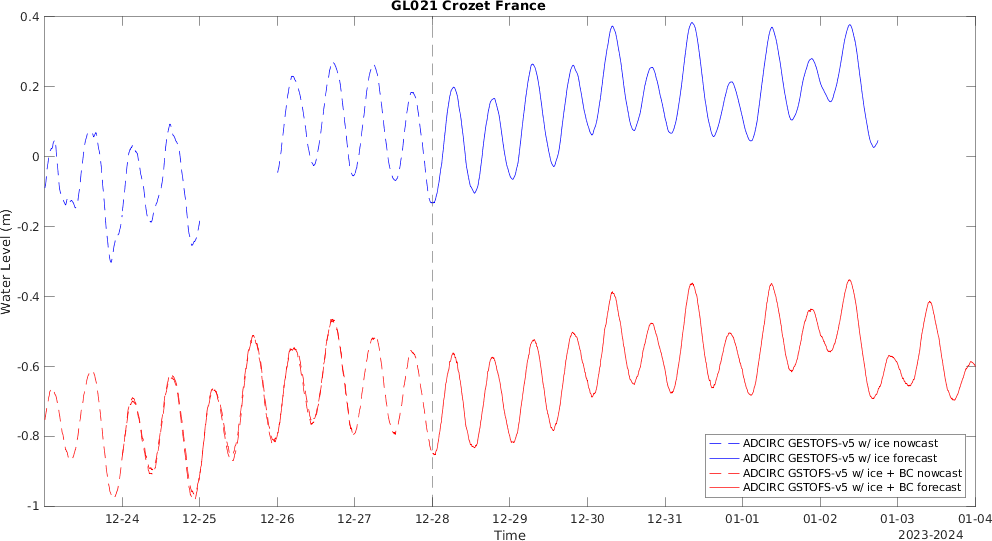 GL021 Crozet France
Water Level (m)
0.4
0.2
0
-0.2
-0.4
-0.6
-0.8
-1
12-24 12-25 12-26 12-27 12-28 12-29 12-30 12-31 01-01 01-02 01-03 01-04
Time
2023-2024
ADCIRC GESTOFS-v5 w/ ice nowcast
ADCIRC GESTOFS-v5 w/ ice forecast
ADCIRC GSTOFS-v5 w/ ice + BC nowcast
ADCIRC GSTOFS-v5 w/ ice + BC forecast